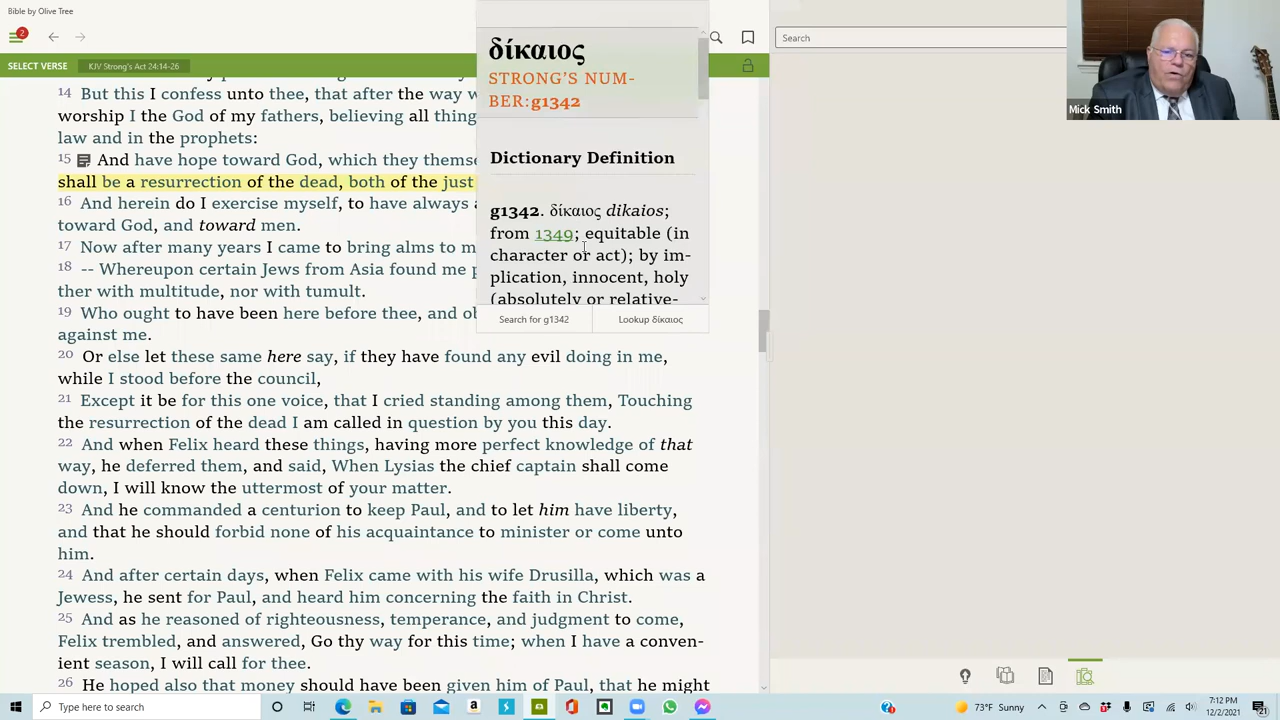 Bible by Olive Tree
2
SELECT VERSE
KJV Strong's Act 24:14-26
Search
Mick Smith
14 But this I confess unto thee, that after the way w
worship I the God of my fathers, believing all thing
law and in the prophets:
15 And have hope toward God, which they themse
shall be a resurrection of the dead, both of the just
16 And herein do I exercise myself, to have always a
toward God, and toward men.
17 Now after many years I came to bring alms to m
18 -- Whereupon certain Jews from Asia found me p
ther with multitude, nor with tumult.
19 Who ought to have been here before thee, and ob
against me.
20 Or else let these same here say, if they have found any evil doing in me,
while I stood before the council,
21 Except it be for this one voice, that I cried standing among them, Touching
the resurrection of the dead I am called in question by you this day.
22 And when Felix heard these things, having more perfect knowledge of that
way, he deferred them, and said, When Lysias the chief captain shall come
down, I will know the uttermost of your matter.
23 And he commanded a centurion to keep Paul, and to let him have liberty,
and that he should forbid none of his acquaintance to minister or come unto
him.
24 And after certain days, when Felix came with his wife Drusilla, which was a
Jewess, he sent for Paul, and heard him concerning the faith in Christ.
25 And as he reasoned of righteousness, temperance, and judgment to come,
Felix trembled, and answered, Go thy way for this time; when I have a conven-
ient season, I will call for thee.
26 He hoped also that money should have been given him of Paul, that he might
δίκαιος
STRONG'S NUM-
BER:g1342
Dictionary Definition
g1342. δίκαιος dikaios;
from 1349; equitable (in
character or act); by im-
plication, innocent, holy
(absolutely or relative-
Search for g1342
Lookup δίκαιος
Type here to search
73°F Sunny
7:12 PM
12/2/2021
21